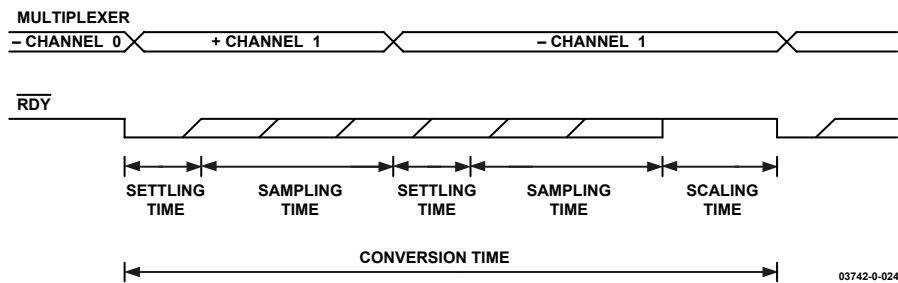 MULTIPLEXER
– CHANNEL 0
+ CHANNEL 1
– CHANNEL 1
RDY
SETTLING TIME
SAMPLING TIME
SETTLING TIME
SAMPLING TIME
SCALING TIME
CONVERSION TIME
03742-0-024